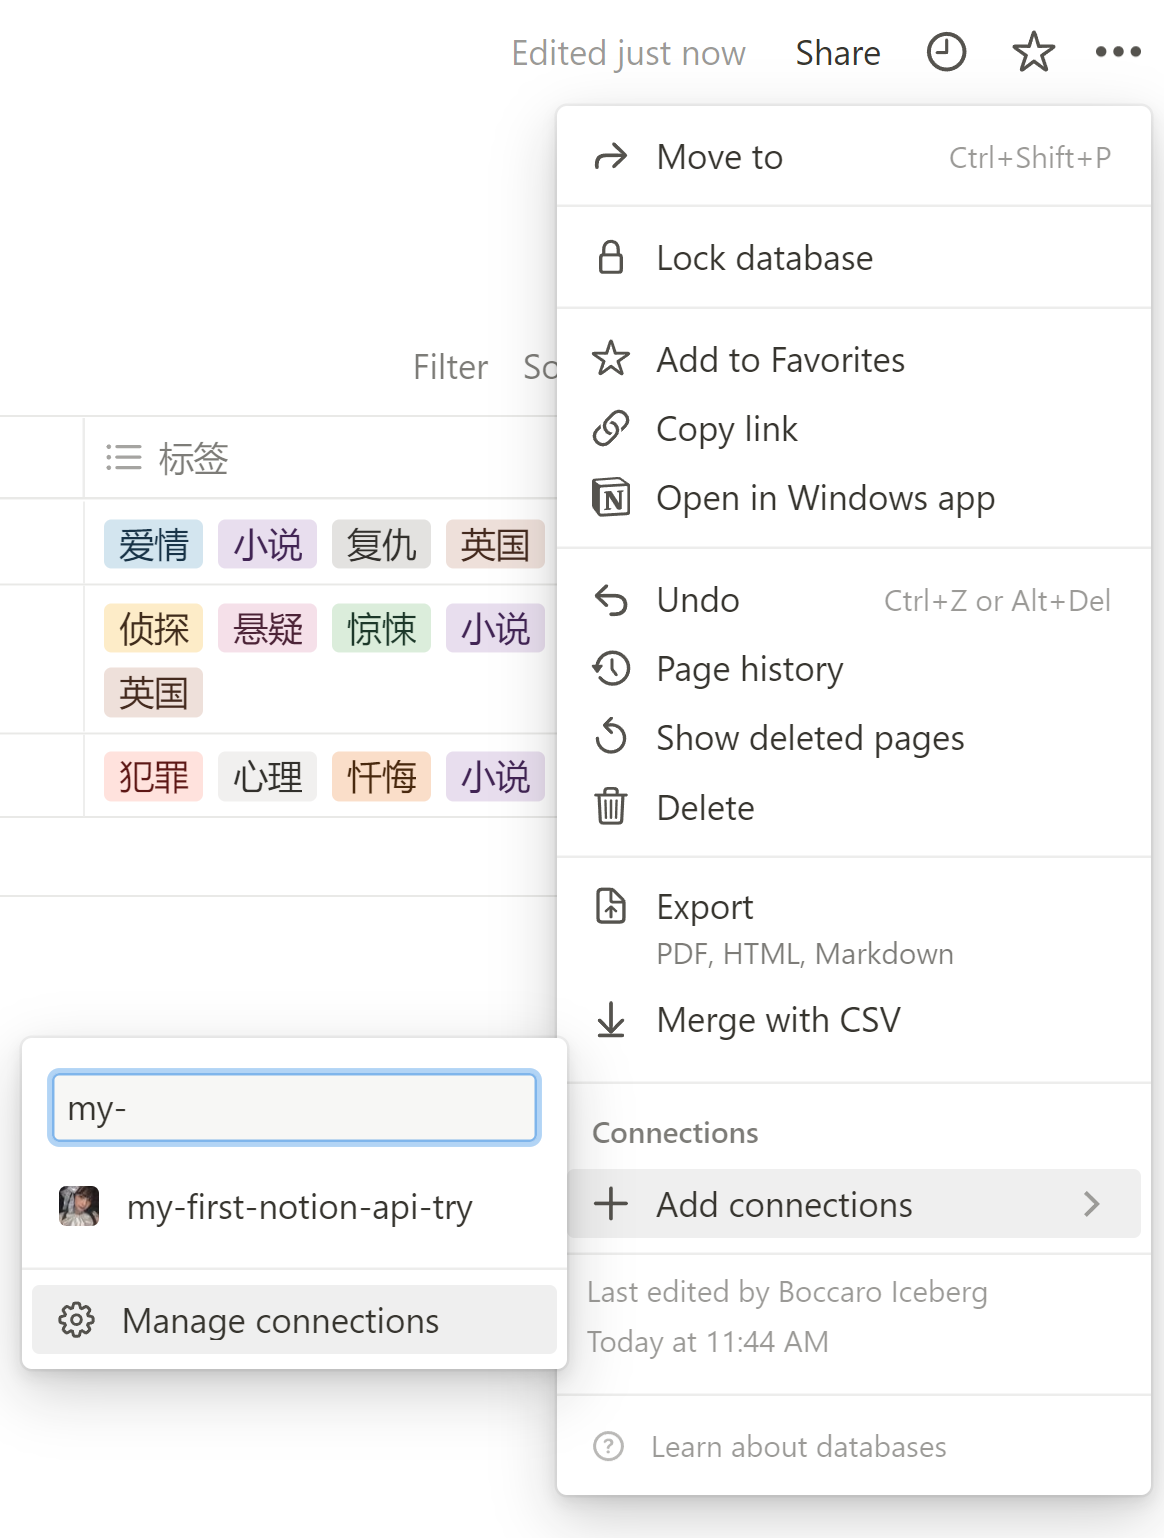 Edited just now Share
Move to Ctrl+Shift+P
Lock database
Add to Favorites
Copy link
Open in Windows app
Undo Ctrl+Z or Alt+Del
Page history
Show deleted pages
Delete
Export
PDF, HTML, Markdown
Merge with CSV
Connections
Add connections
Last edited by Boccaro Iceberg
Today at 11:44 AM
Learn about databases
Filter So
标签
爱情 小说 复仇 英国
侦探 悬疑 惊悚 小说
英国
犯罪 心理 忏悔 小说
my-
my-first-notion-api-try
Manage connections